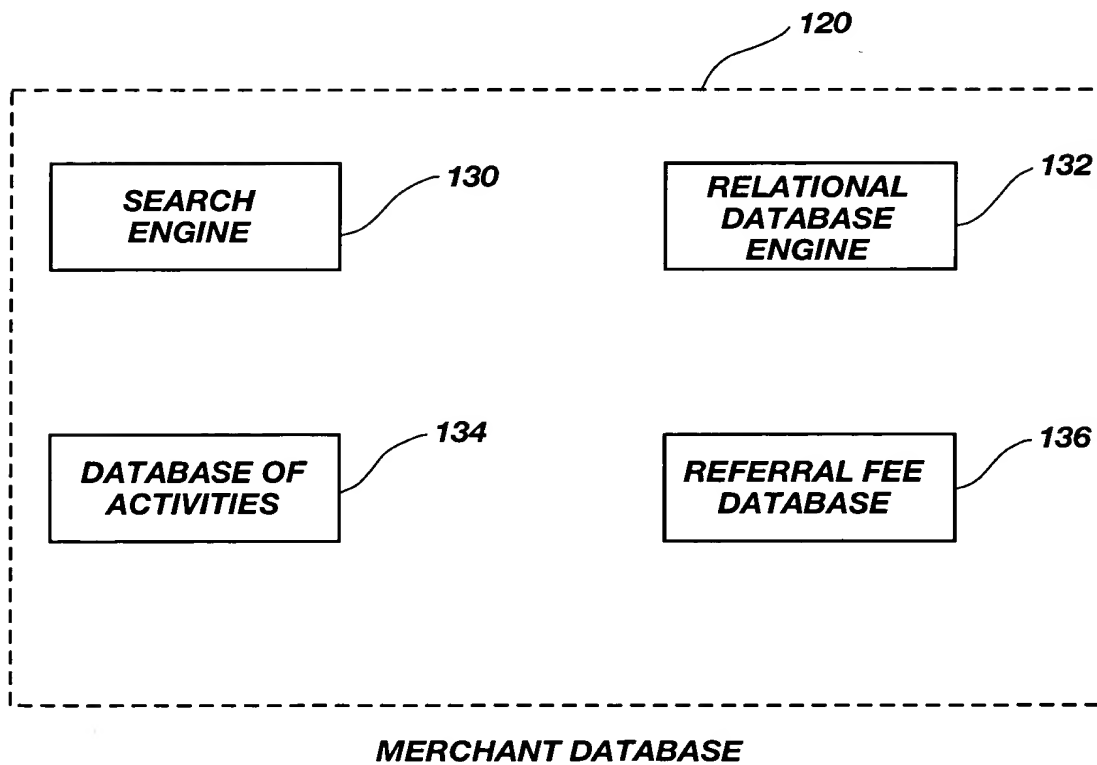 120
SEARCH
ENGINE
130
RELATIONAL
DATABASE
ENGINE
132
DATABASE OF
ACTIVITIES
134
REFERRAL FEE
DATABASE
136
MERCHANT DATABASE